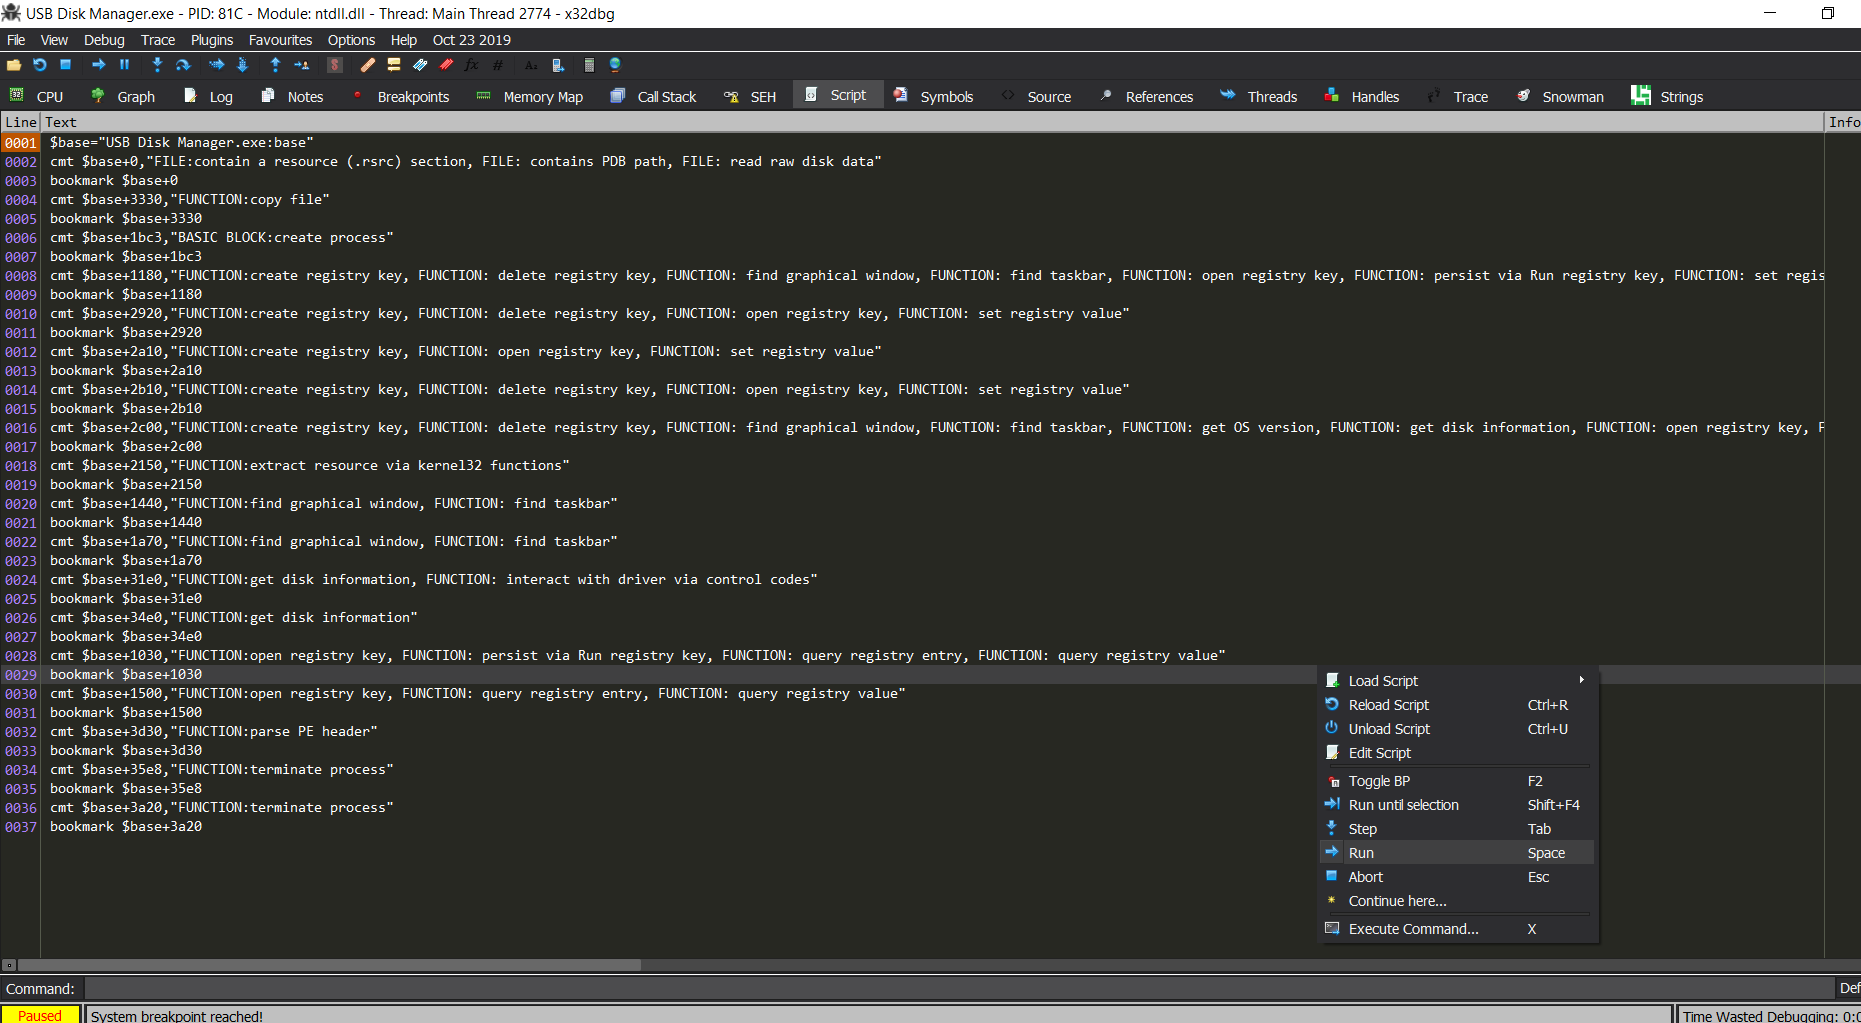 USB Disk Manager.exe - PID: 81C - Module: ntdll.dll - Thread: Main Thread 2774 - x32dbg
File View Debug Trace Plugins Favourites Options Help Oct 23 2019
CPU Graph Log Notes Breakpoints Memory Map Call Stack SEH Script Symbols Source References Threads Handles Trace Snowman Strings
Line Text Info
0001 $base="USB Disk Manager.exe:base"
0002 cmt $base+0,"FILE:contain a resource (.rsrc) section, FILE: contains PDB path, FILE: read raw disk data"
0003 bookmark $base+0
0004 cmt $base+3330,"FUNCTION:copy file"
0005 bookmark $base+3330
0006 cmt $base+1bc3,"BASIC BLOCK:create process"
0007 bookmark $base+1bc3
0008 cmt $base+1180,"FUNCTION:create registry key, FUNCTION: delete registry key, FUNCTION: find graphical window, FUNCTION: find taskbar, FUNCTION: open registry key, FUNCTION: persist via Run registry key, FUNCTION: set regis
0009 bookmark $base+1180
0010 cmt $base+2920,"FUNCTION:create registry key, FUNCTION: delete registry key, FUNCTION: open registry key, FUNCTION: set registry value"
0011 bookmark $base+2920
0012 cmt $base+2a10,"FUNCTION:create registry key, FUNCTION: open registry key, FUNCTION: set registry value"
0013 bookmark $base+2a10
0014 cmt $base+2b10,"FUNCTION:create registry key, FUNCTION: delete registry key, FUNCTION: open registry key, FUNCTION: set registry value"
0015 bookmark $base+2b10
0016 cmt $base+2c00,"FUNCTION:create registry key, FUNCTION: delete registry key, FUNCTION: find graphical window, FUNCTION: find taskbar, FUNCTION: get OS version, FUNCTION: get disk information, FUNCTION: open registry key, F
0017 bookmark $base+2c00
0018 cmt $base+2150,"FUNCTION:extract resource via kernel32 functions"
0019 bookmark $base+2150
0020 cmt $base+1440,"FUNCTION:find graphical window, FUNCTION: find taskbar"
0021 bookmark $base+1440
0022 cmt $base+1a70,"FUNCTION:find graphical window, FUNCTION: find taskbar"
0023 bookmark $base+1a70
0024 cmt $base+31e0,"FUNCTION:get disk information, FUNCTION: interact with driver via control codes"
0025 bookmark $base+31e0
0026 cmt $base+34e0,"FUNCTION:get disk information"
0027 bookmark $base+34e0
0028 cmt $base+1030,"FUNCTION:open registry key, FUNCTION: persist via Run registry key, FUNCTION: query registry entry, FUNCTION: query registry value"
0029 bookmark $base+1030
0030 cmt $base+1500,"FUNCTION:open registry key, FUNCTION: query registry entry, FUNCTION: query registry value"
0031 bookmark $base+1500
0032 cmt $base+3d30,"FUNCTION:parse PE header"
0033 bookmark $base+3d30
0034 cmt $base+35e8,"FUNCTION:terminate process"
0035 bookmark $base+35e8
0036 cmt $base+3a20,"FUNCTION:terminate process"
0037 bookmark $base+3a20
Load Script
Reload Script Ctrl+R
Unload Script Ctrl+U
Edit Script
Toggle BP F2
Run until selection Shift+F4
Step Tab
Run Space
Abort Esc
Continue here...
Execute Command... X
Command: Def
Paused System breakpoint reached! Time Wasted Debugging: 0:0